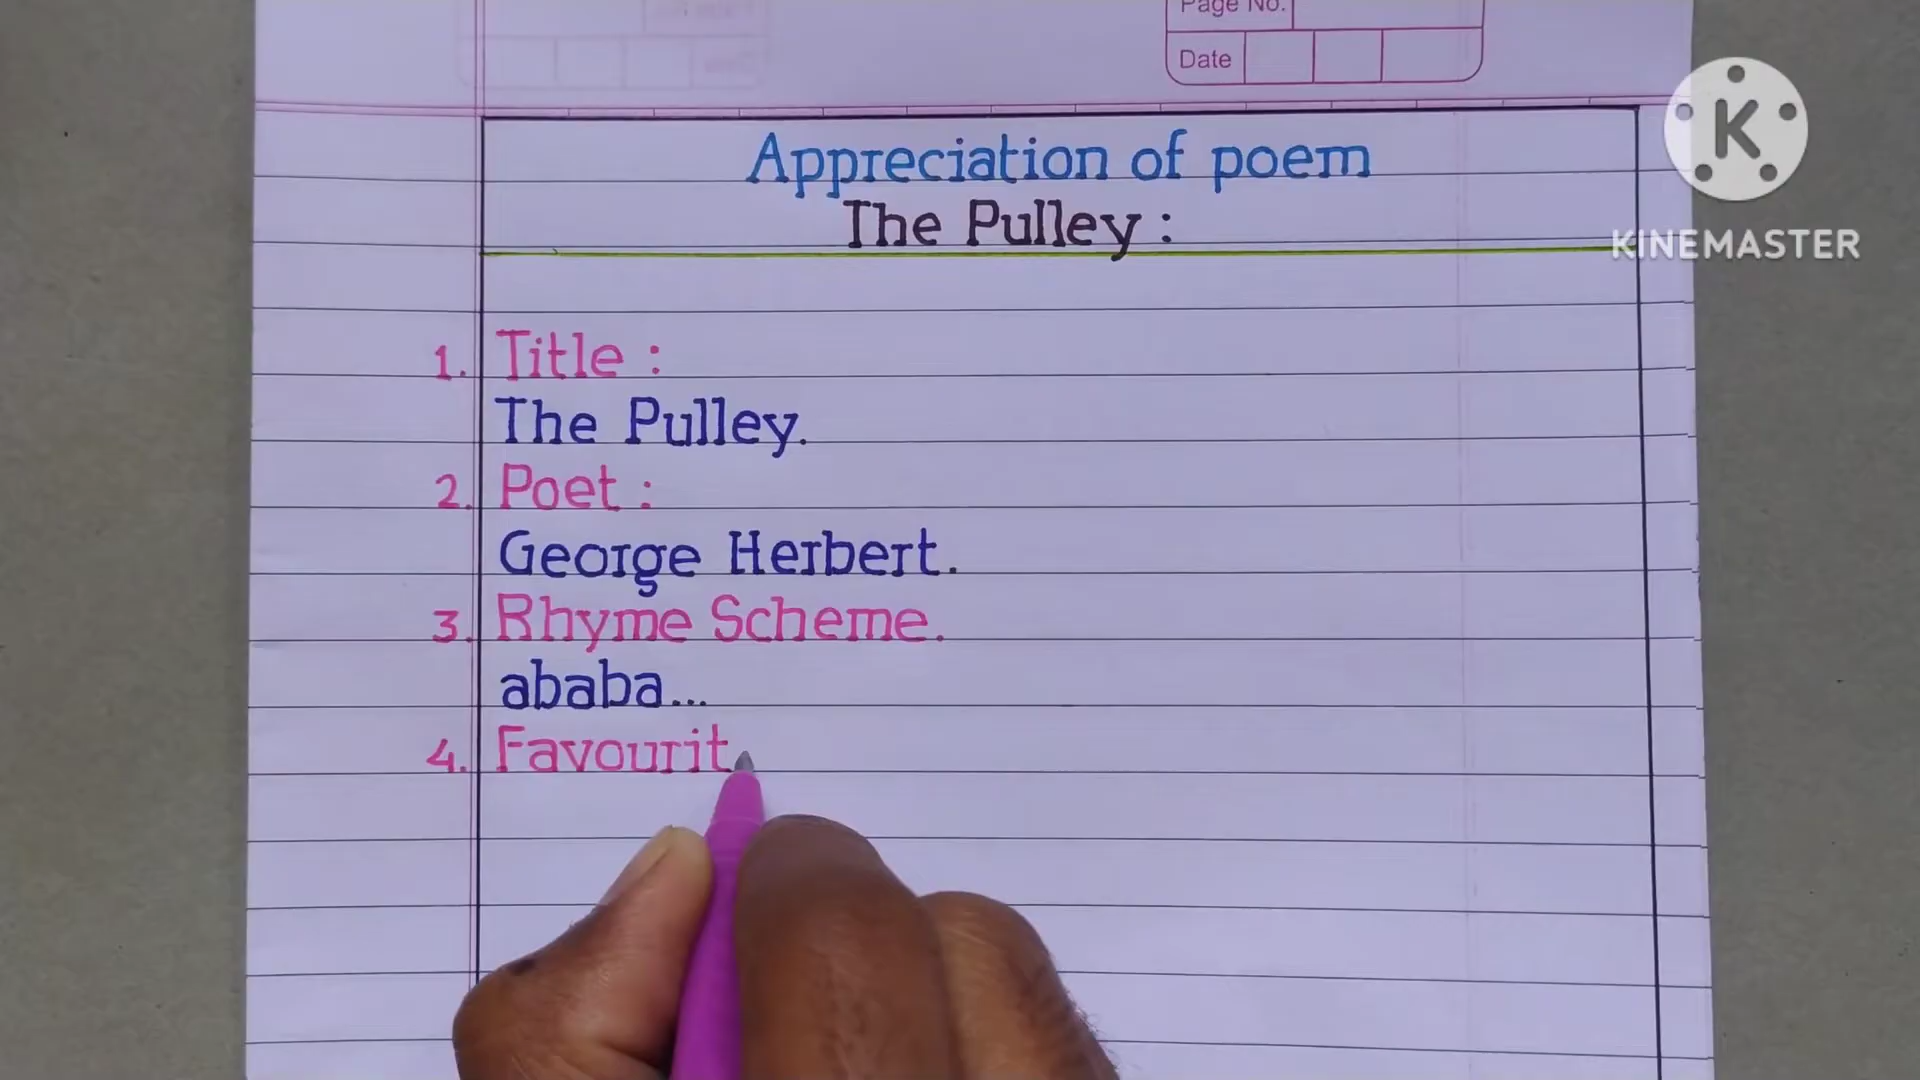 Page No.
Date
K
KINEMASTER
Appreciation of poem
The Pulley :
1. Title :
The Pulley.
2. Poet :
George Herbert.
3. Rhyme Scheme.
ababa...
4. Favourit